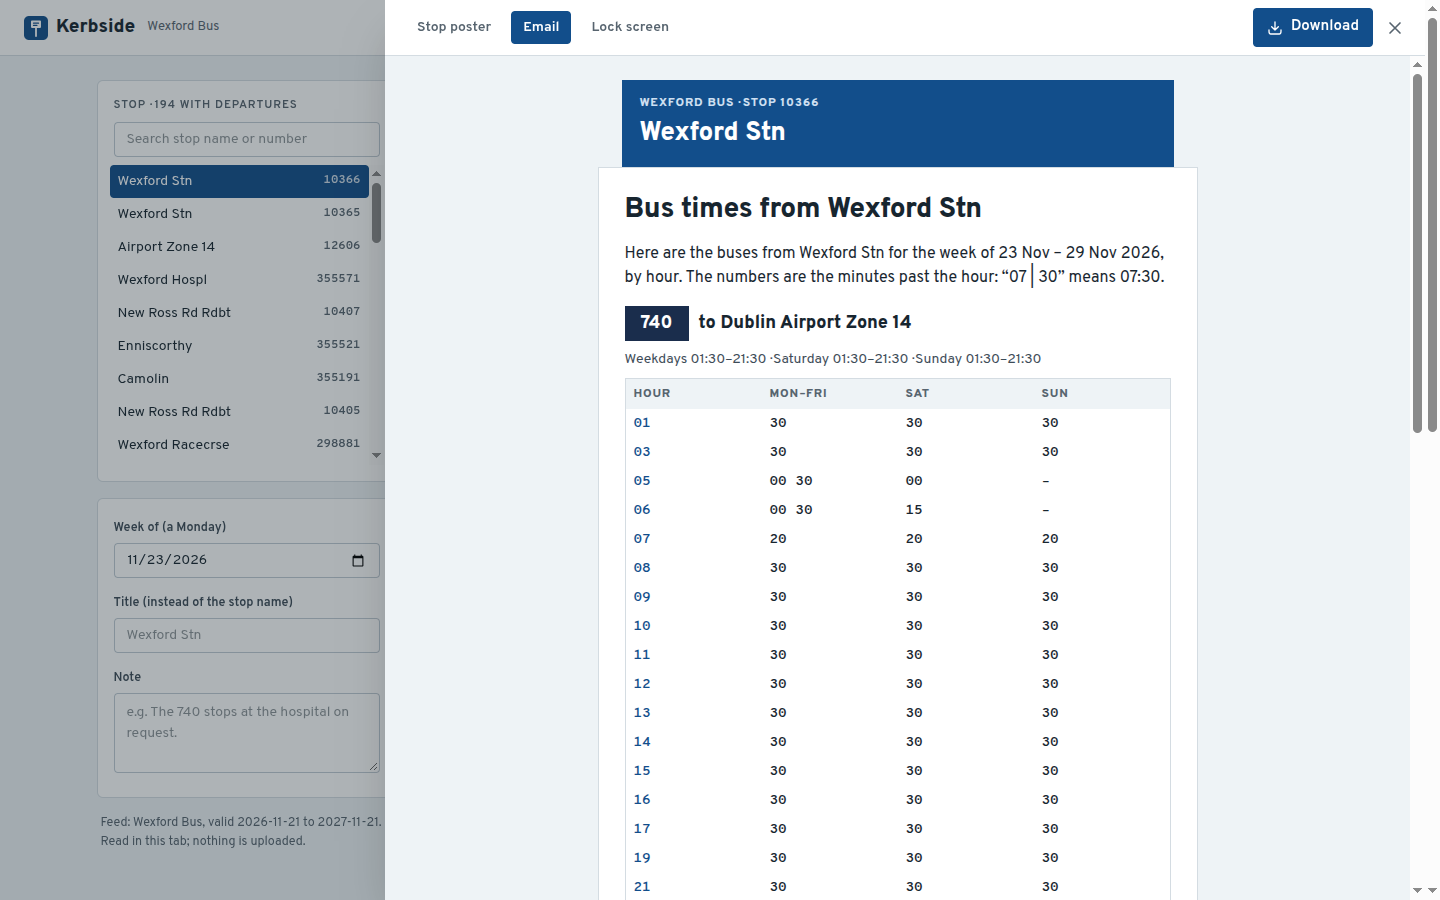 Kerbside Wexford Bus
STOP · 194 WITH DEPARTURES
Search stop name or number
Wexford Stn 10366
Wexford Stn 10365
Airport Zone 14 12606
Wexford Hospl 355571
New Ross Rd Rdbt 10407
Enniscorthy 355521
Camolin 355191
New Ross Rd Rdbt 10405
Wexford Racecrse 298881
Week of (a Monday)
11/23/2026
Title (instead of the stop name)
Wexford Stn
Note
e.g. The 740 stops at the hospital on
request.
Feed: Wexford Bus, valid 2026-11-21 to 2027-11-21.
Read in this tab; nothing is uploaded.
Stop poster Email Lock screen Download
WEXFORD BUS · STOP 10366
Wexford Stn
Bus times from Wexford Stn
Here are the buses from Wexford Stn for the week of 23 Nov – 29 Nov 2026,
by hour. The numbers are the minutes past the hour: “07 | 30” means 07:30.
740 to Dublin Airport Zone 14
Weekdays 01:30–21:30 · Saturday 01:30–21:30 · Sunday 01:30–21:30
HOUR MON–FRI SAT SUN
01 30 30 30
03 30 30 30
05 00 30 00 –
06 00 30 15 –
07 20 20 20
08 30 30 30
09 30 30 30
10 30 30 30
11 30 30 30
12 30 30 30
13 30 30 30
14 30 30 30
15 30 30 30
16 30 30 30
17 30 30 30
19 30 30 30
21 30 30 30